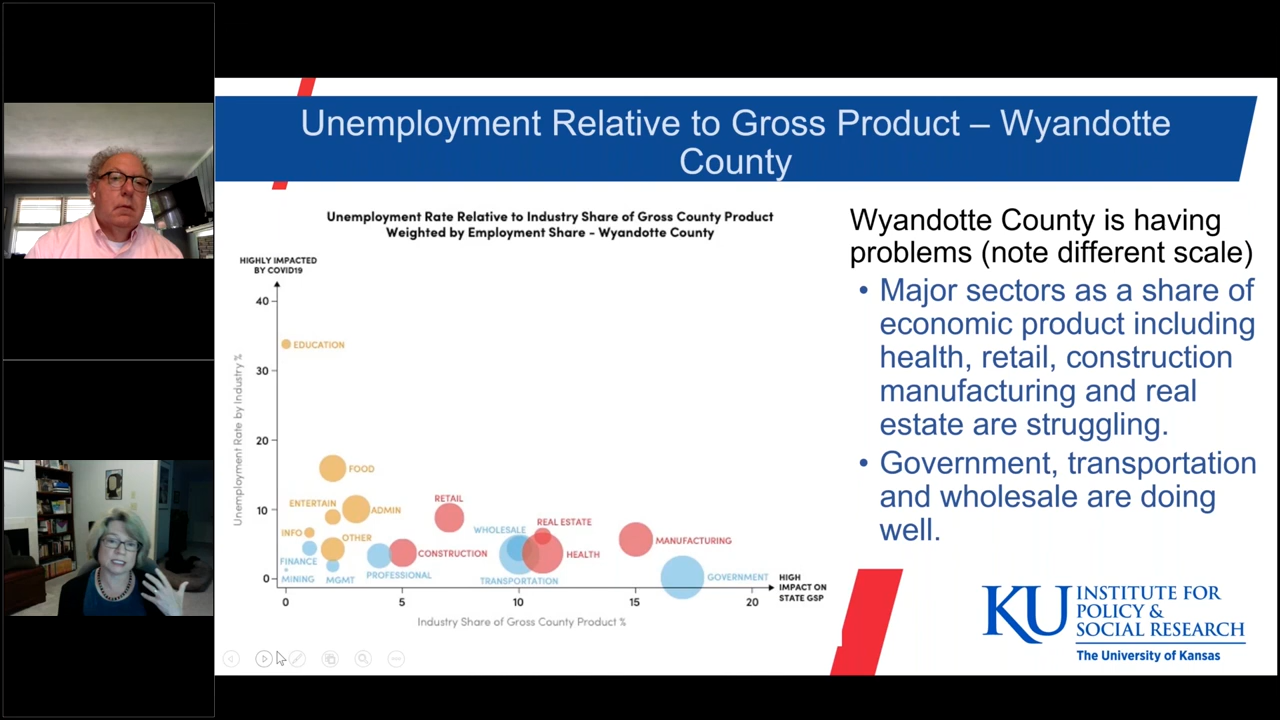 Unemployment Relative to Gross Product – Wyandotte
County
Unemployment Rate Relative to Industry Share of Gross County Product
Weighted by Employment Share - Wyandotte County
HIGHLY IMPACTED
BY COVID19
40
30
20
10
0
Unemployment Rate by Industry %
EDUCATION
FOOD
ENTERTAIN
ADMIN
RETAIL
INFO
OTHER
WHOLESALE
REAL ESTATE
MANUFACTURING
FINANCE
CONSTRUCTION
HEALTH
MINING
MGMT
PROFESSIONAL
TRANSPORTATION
GOVERNMENT
HIGH
IMPACT ON
STATE GSP
0
5
10
15
20
Industry Share of Gross County Product %
Wyandotte County is having
problems (note different scale)
• Major sectors as a share of
economic product including
health, retail, construction
manufacturing and real
estate are struggling.
• Government, transportation
and wholesale are doing
well.
KU
INSTITUTE FOR
POLICY &
SOCIAL RESEARCH
The University of Kansas